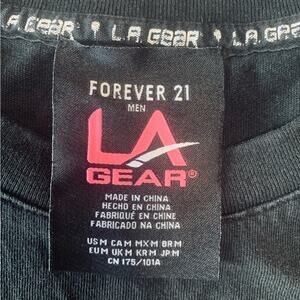 L.A. GEAR L.A. GEAR L.A. GEA
FOREVER 21
MEN
LA
GEAR®
MADE IN CHINA
HECHO EN CHINA
FABRIQUÉ EN CHINE
FABRICADO NA CHINA
US M CA M MX M BR M
EU M UK M KR M JP M
CN 175/101A